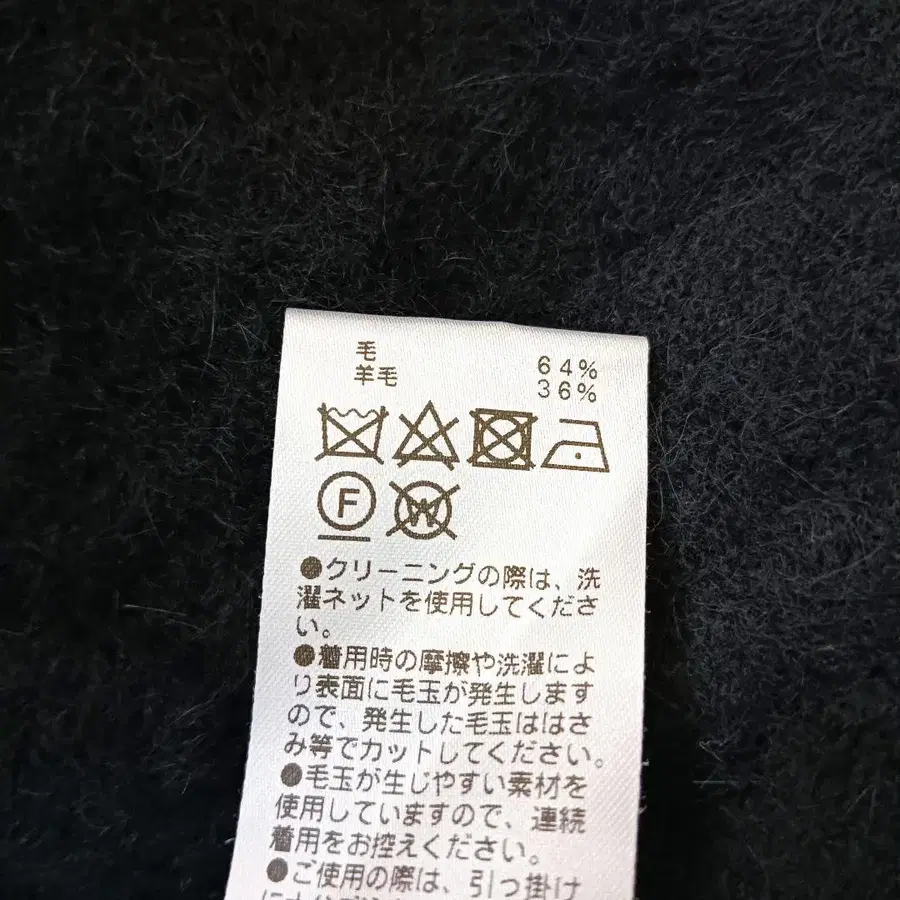 毛 64%
羊毛 36%
F W
●クリーニングの際は、洗
濯ネットを使用してくださ
い。
●着用時の摩擦や洗濯によ
り表面に毛玉が発生します
ので、発生した毛玉ははさ
み等でカットしてください。
●毛玉が生じやすい素材を
使用していますので、連続
着用をお控えください。
●ご使用の際は、引っ掛け